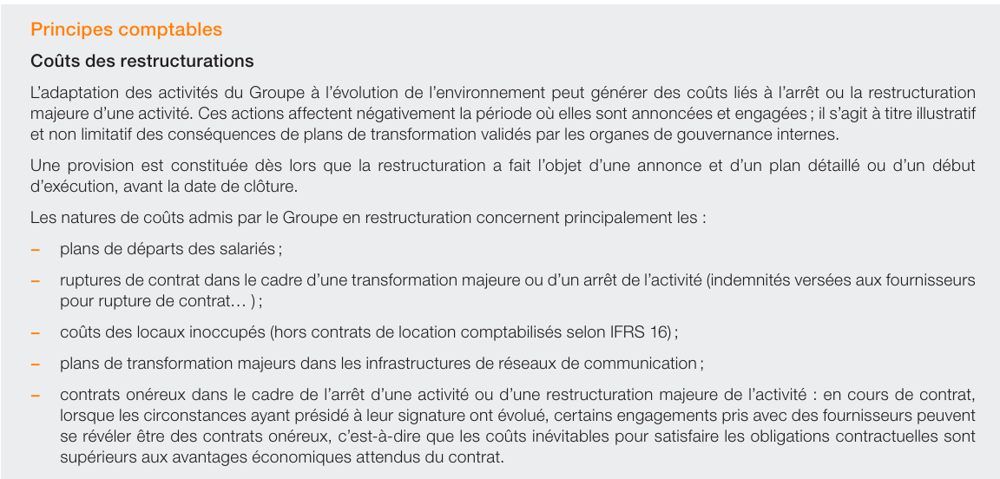 Principes comptables
Coûts des restructurations
L’adaptation des activités du Groupe à l’évolution de l’environnement peut générer des coûts liés à l’arrêt ou la restructuration
majeure d’une activité. Ces actions affectent négativement la période où elles sont annoncées et engagées ; il s’agit à titre illustratif
et non limitatif des conséquences de plans de transformation validés par les organes de gouvernance internes.
Une provision est constituée dès lors que la restructuration a fait l’objet d’une annonce et d’un plan détaillé ou d’un début
d’exécution, avant la date de clôture.
Les natures de coûts admis par le Groupe en restructuration concernent principalement les :
– plans de départs des salariés ;
– ruptures de contrat dans le cadre d’une transformation majeure ou d’un arrêt de l’activité (indemnités versées aux fournisseurs
pour rupture de contrat… ) ;
– coûts des locaux inoccupés (hors contrats de location comptabilisés selon IFRS 16) ;
– plans de transformation majeurs dans les infrastructures de réseaux de communication ;
– contrats onéreux dans le cadre de l’arrêt d’une activité ou d’une restructuration majeure de l’activité : en cours de contrat,
lorsque les circonstances ayant présidé à leur signature ont évolué, certains engagements pris avec des fournisseurs peuvent
se révéler être des contrats onéreux, c’est-à-dire que les coûts inévitables pour satisfaire les obligations contractuelles sont
supérieurs aux avantages économiques attendus du contrat.